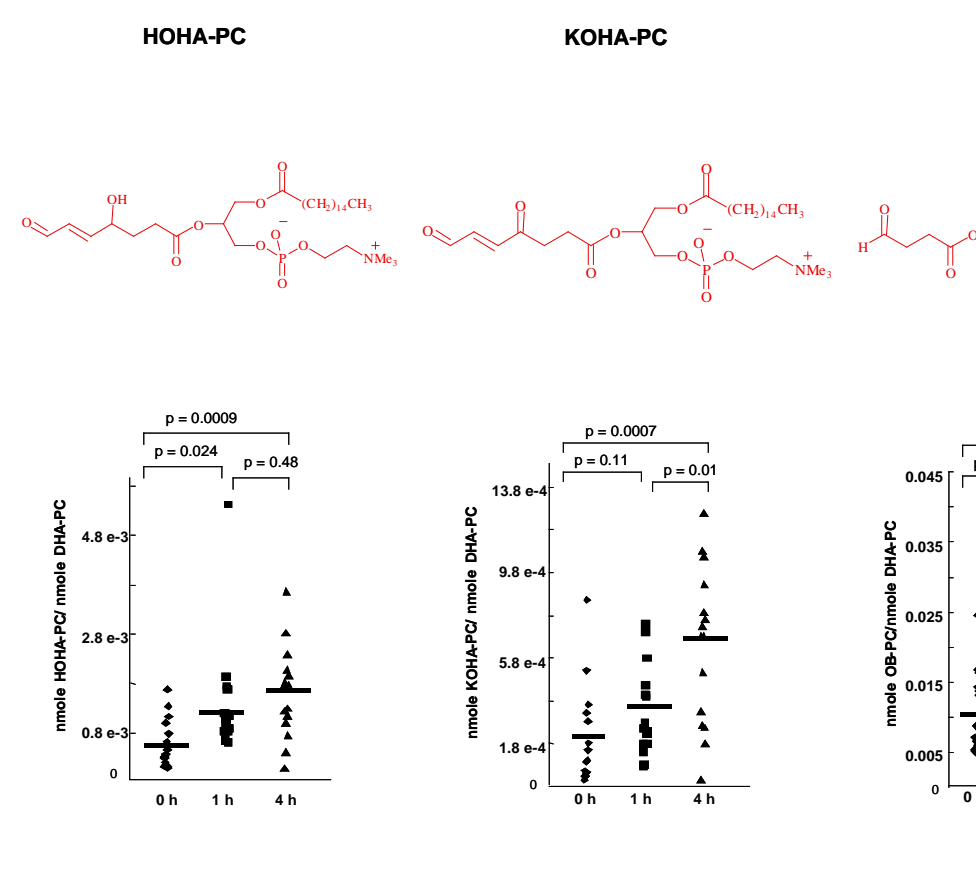 HOHA-PC
KOHA-PC
O
OH
O
O
O
O
(CH2)14CH3
O
−
O
P
O
O
+
NMe3
O
O
O
O
O
O
(CH2)14CH3
O
−
O
P
O
O
+
NMe3
O
H
O
O
p = 0.0009
p = 0.024
p = 0.48
nmole HOHA-PC/ nmole DHA-PC
4.8 e-3
2.8 e-3
0.8 e-3
0
0 h
1 h
4 h
p = 0.0007
p = 0.11
p = 0.01
nmole KOHA-PC/ nmole DHA-PC
13.8 e-4
9.8 e-4
5.8 e-4
1.8 e-4
0
0 h
1 h
4 h
nmole OB-PC/nmole DHA-PC
0.045
0.035
0.025
0.015
0.005
0
0